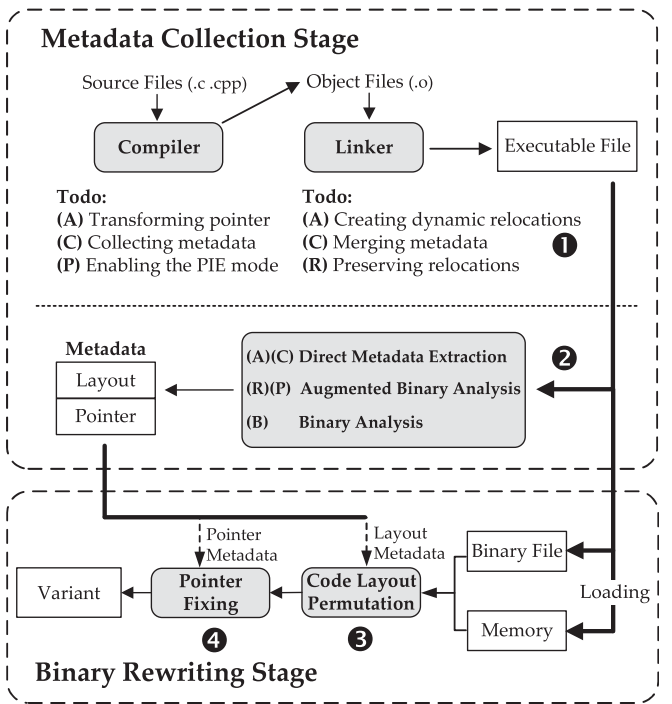 Metadata Collection Stage
Source Files (.c .cpp)
Object Files (.o)
Compiler
Linker
Executable File
Todo:
(A) Transforming pointer
(C) Collecting metadata
(P) Enabling the PIE mode
Todo:
(A) Creating dynamic relocations
(C) Merging metadata
(R) Preserving relocations
❶
Metadata
Layout
Pointer
(A)(C) Direct Metadata Extraction
(R)(P) Augmented Binary Analysis
(B) Binary Analysis
❷
Pointer
Metadata
Layout
Metadata
Binary File
Loading
Memory
Code Layout
Permutation
❸
Pointer
Fixing
❹
Variant
Binary Rewriting Stage